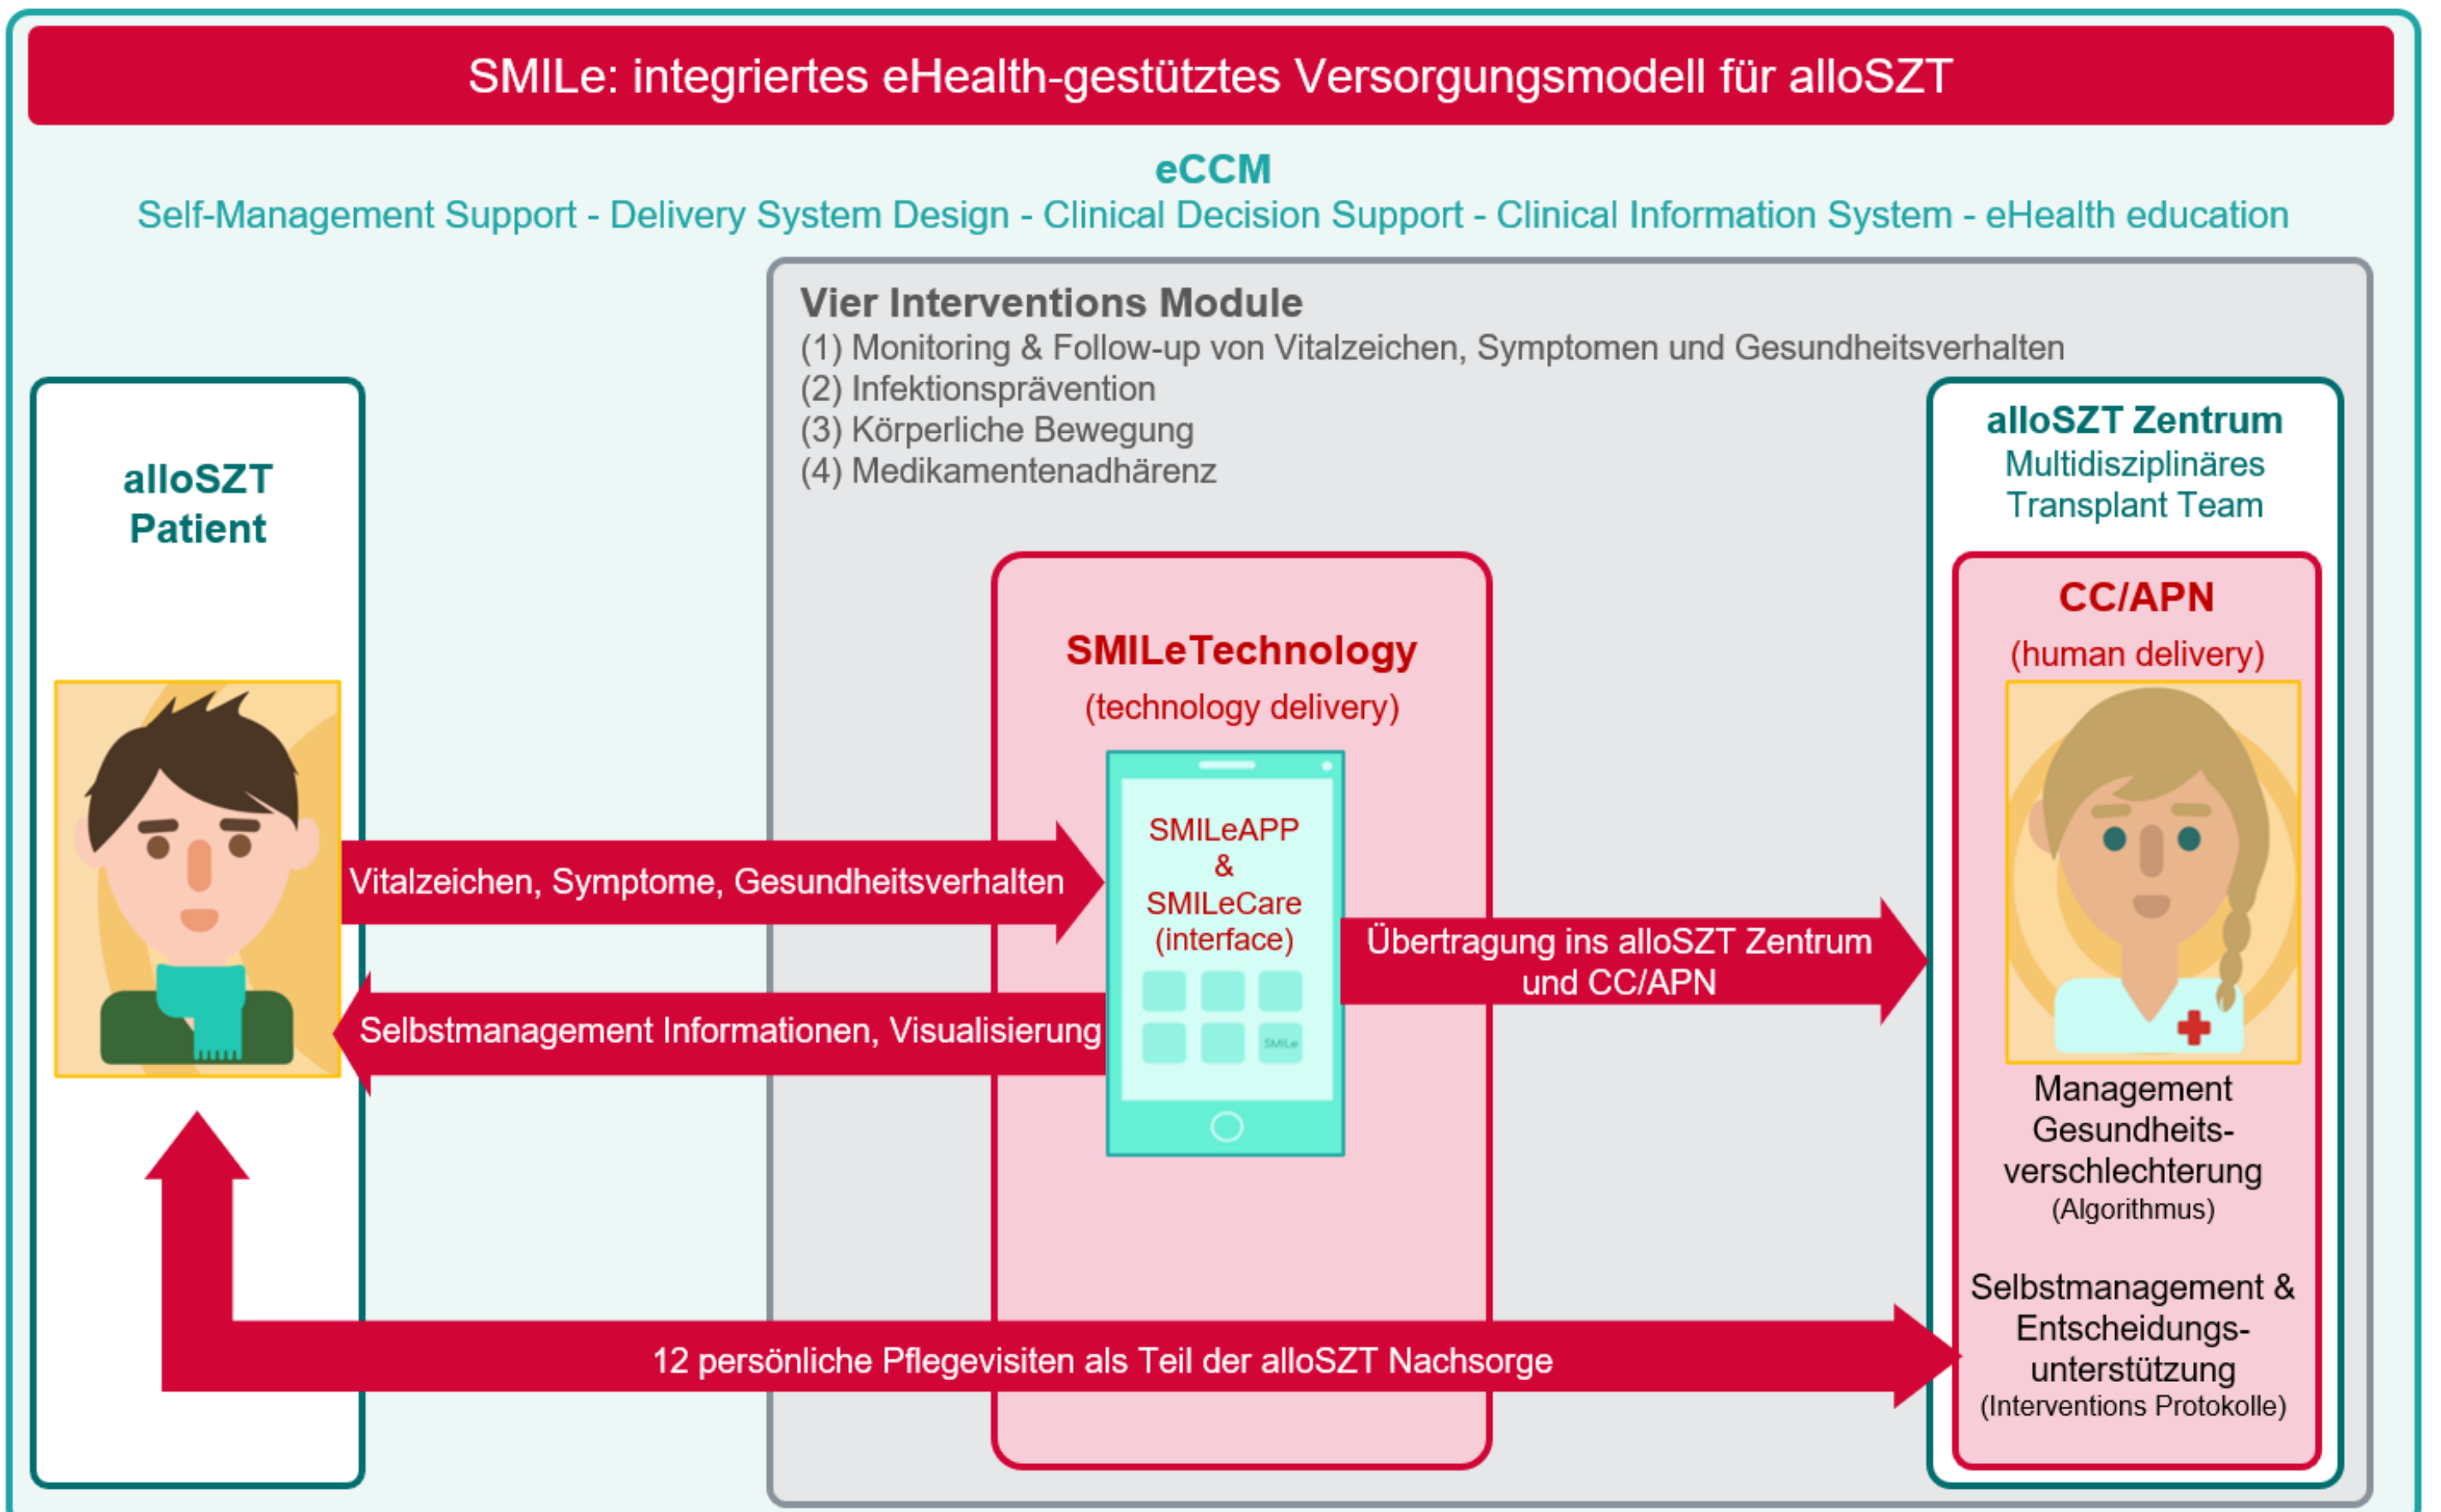 SMILe: integriertes eHealth-gestütztes Versorgungsmodell für alloSZT
eCCM
Self-Management Support - Delivery System Design - Clinical Decision Support - Clinical Information System - eHealth education
Vier Interventions Module
(1) Monitoring & Follow-up von Vitalzeichen, Symptomen und Gesundheitsverhalten
(2) Infektionsprävention
(3) Körperliche Bewegung
(4) Medikamentenadhärenz
alloSZT
Patient
Vitalzeichen, Symptome, Gesundheitsverhalten
Selbstmanagement Informationen, Visualisierung
SMILeTechnology
(technology delivery)
SMILeAPP
&
SMILeCare
(interface)
SMILe
Übertragung ins alloSZT Zentrum
und CC/APN
alloSZT Zentrum
Multidisziplinäres
Transplant Team
CC/APN
(human delivery)
Management
Gesundheits-
verschlechterung
(Algorithmus)
Selbstmanagement &
Entscheidungs-
unterstützung
(Interventions Protokolle)
12 persönliche Pflegevisiten als Teil der alloSZT Nachsorge